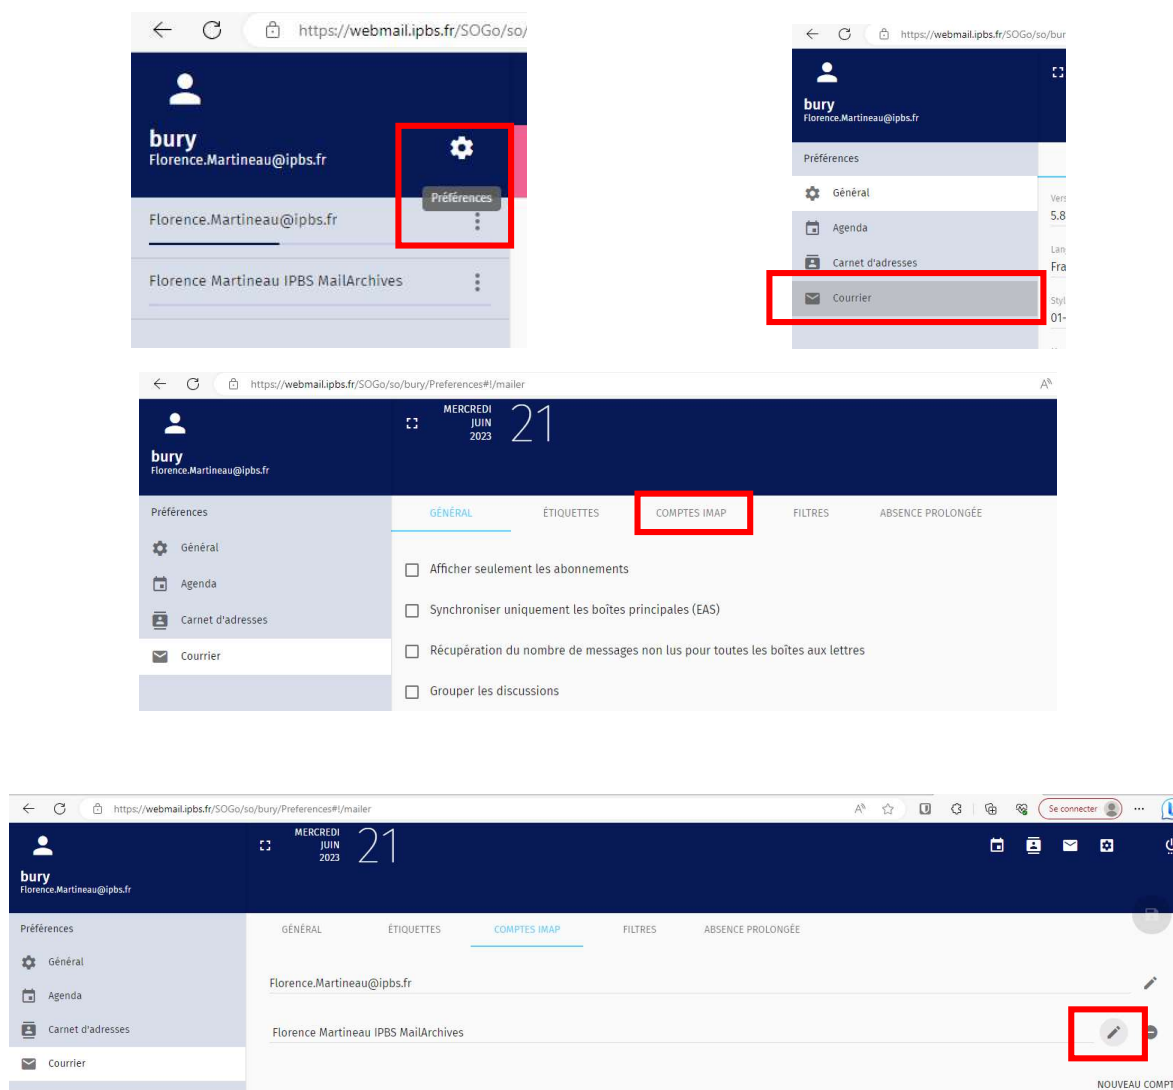 https://webmail.ipbs.fr/SOGo/so/
bury
Florence.Martineau@ipbs.fr
Préférences
Florence.Martineau@ipbs.fr
Florence Martineau IPBS MailArchives
https://webmail.ipbs.fr/SOGo/so/bur
bury
Florence.Martineau@ipbs.fr
Préférences
Général
Agenda
Carnet d'adresses
Courrier
Vers
5.8
Lan
Fra
Styl
01-
https://webmail.ipbs.fr/SOGo/so/bury/Preferences#!/mailer
bury
Florence.Martineau@ipbs.fr
MERCREDI
JUIN
2023
21
Préférences
Général
Agenda
Carnet d'adresses
Courrier
GÉNÉRAL ÉTIQUETTES COMPTES IMAP FILTRES ABSENCE PROLONGÉE
Afficher seulement les abonnements
Synchroniser uniquement les boîtes principales (EAS)
Récupération du nombre de messages non lus pour toutes les boîtes aux lettres
Grouper les discussions
https://webmail.ipbs.fr/SOGo/so/bury/Preferences#!/mailer
Se connecter
bury
Florence.Martineau@ipbs.fr
MERCREDI
JUIN
2023
21
Préférences
Général
Agenda
Carnet d'adresses
Courrier
GÉNÉRAL ÉTIQUETTES COMPTES IMAP FILTRES ABSENCE PROLONGÉE
Florence.Martineau@ipbs.fr
Florence Martineau IPBS MailArchives
NOUVEAU COMPT